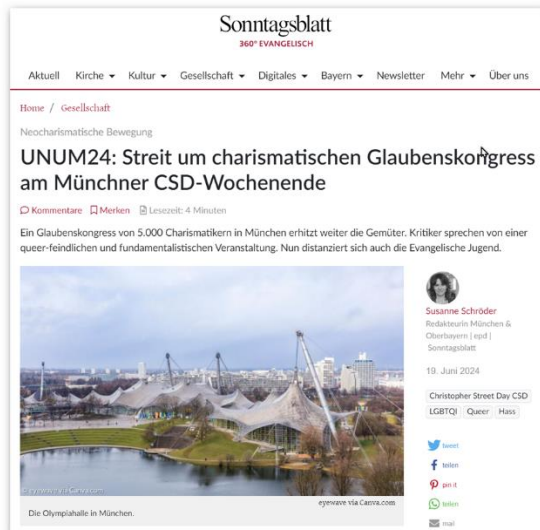 Sonntagsblatt
360° EVANGELISCH
Aktuell Kirche Kultur Gesellschaft Digitales Bayern Newsletter Mehr Über uns
Home / Gesellschaft
Neocharismatische Bewegung
UNUM24: Streit um charismatischen Glaubenskongress
am Münchner CSD-Wochenende
Kommentare Merken Lesezeit: 4 Minuten
Ein Glaubenskongress von 5.000 Charismatikern in München erhitzt weiter die Gemüter. Kritiker sprechen von einer
queer-feindlichen und fundamentalistischen Veranstaltung. Nun distanziert sich auch die Evangelische Jugend.
Susanne Schröder
Redakteurin München &
Oberbayern | epd |
Sonntagsblatt
19. Juni 2024
Christopher Street Day CSD
LGBTQI Queer Hass
tweet
teilen
pin it
teilen
mail
© eyewave via Canva.com
eyewave via Canva.com
Die Olympiahalle in München.